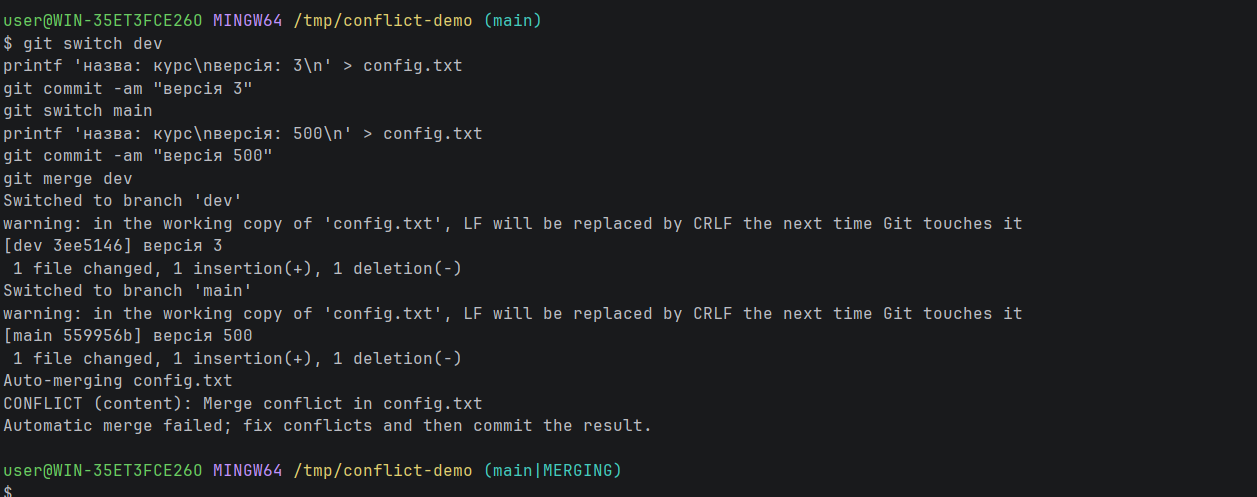 user@WIN-35ET3FCE26O MINGW64 /tmp/conflict-demo (main)
$ git switch dev
printf 'назва: курс\nверсія: 3\n' > config.txt
git commit -am "версія 3"
git switch main
printf 'назва: курс\nверсія: 500\n' > config.txt
git commit -am "версія 500"
git merge dev
Switched to branch 'dev'
warning: in the working copy of 'config.txt', LF will be replaced by CRLF the next time Git touches it
[dev 3ee5146] версія 3
 1 file changed, 1 insertion(+), 1 deletion(-)
Switched to branch 'main'
warning: in the working copy of 'config.txt', LF will be replaced by CRLF the next time Git touches it
[main 559956b] версія 500
 1 file changed, 1 insertion(+), 1 deletion(-)
Auto-merging config.txt
CONFLICT (content): Merge conflict in config.txt
Automatic merge failed; fix conflicts and then commit the result.
user@WIN-35ET3FCE26O MINGW64 /tmp/conflict-demo (main|MERGING)
$